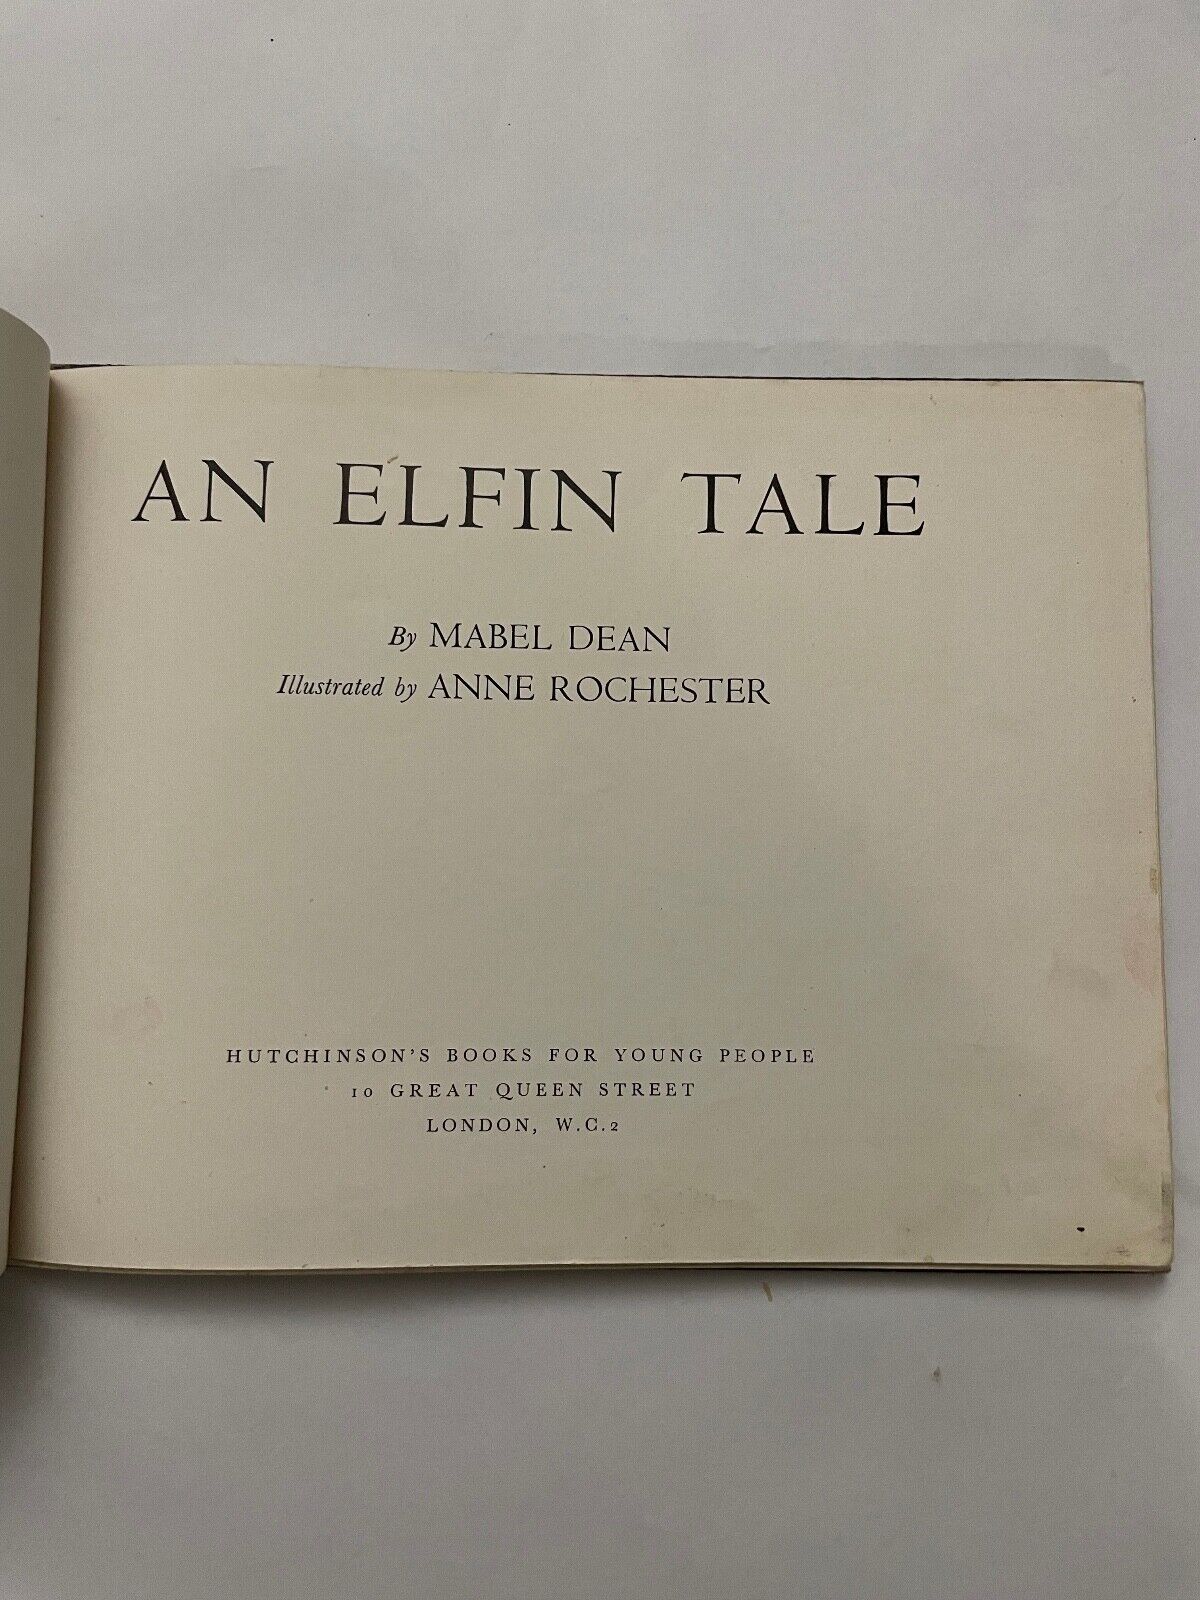 AN ELFIN TALE
By MABEL DEAN
Illustrated by ANNE ROCHESTER
HUTCHINSON'S BOOKS FOR YOUNG PEOPLE
10 GREAT QUEEN STREET
LONDON, W.C.2